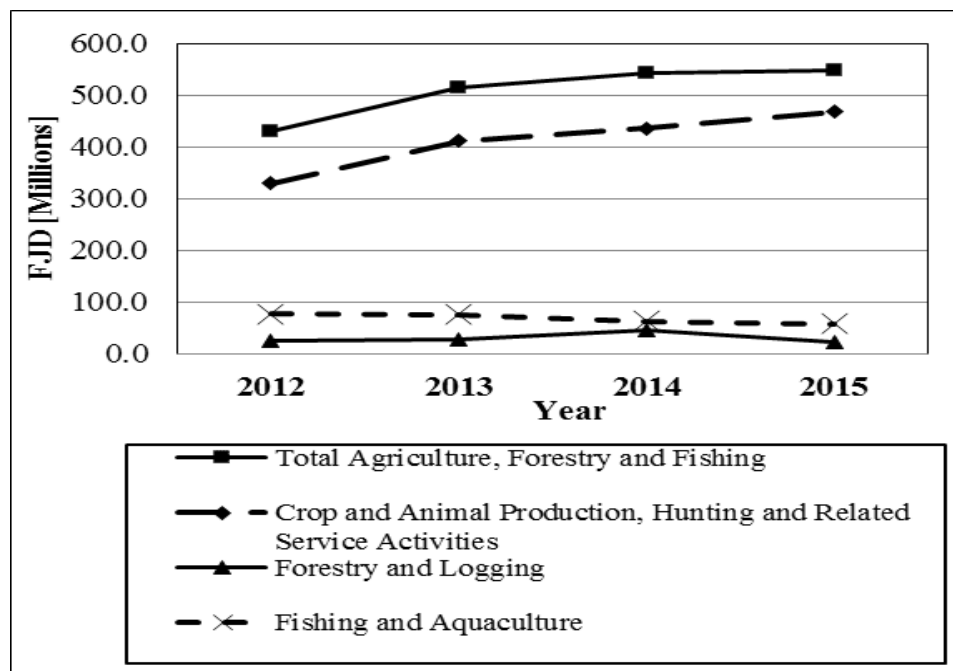 600.0
500.0
400.0
300.0
200.0
100.0
0.0
FJD [Millions]
2012 2013 2014 2015
Year
Total Agriculture, Forestry and Fishing
Crop and Animal Production, Hunting and Related
Service Activities
Forestry and Logging
Fishing and Aquaculture